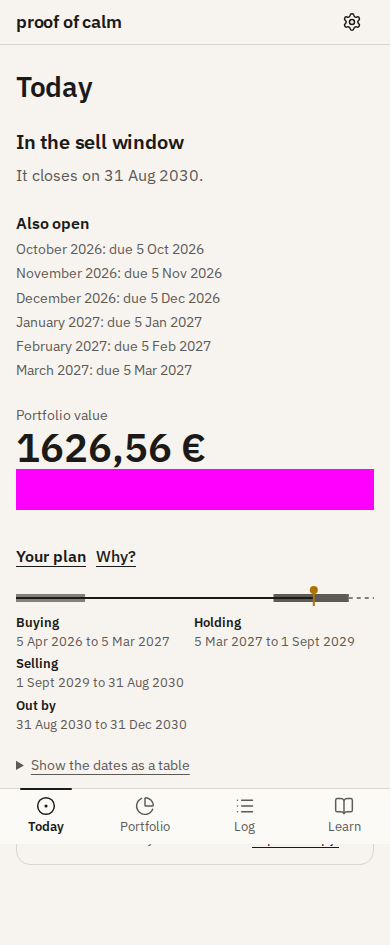 proof of calm
Today
In the sell window
It closes on 31 Aug 2030.
Also open
October 2026: due 5 Oct 2026
November 2026: due 5 Nov 2026
December 2026: due 5 Dec 2026
January 2027: due 5 Jan 2027
February 2027: due 5 Feb 2027
March 2027: due 5 Mar 2027
Portfolio value
1626,56 €
Your plan Why?
Buying
5 Apr 2026 to 5 Mar 2027
Holding
5 Mar 2027 to 1 Sept 2029
Selling
1 Sept 2029 to 31 Aug 2030
Out by
31 Aug 2030 to 31 Dec 2030
Show the dates as a table
Today
Portfolio
Log
Learn